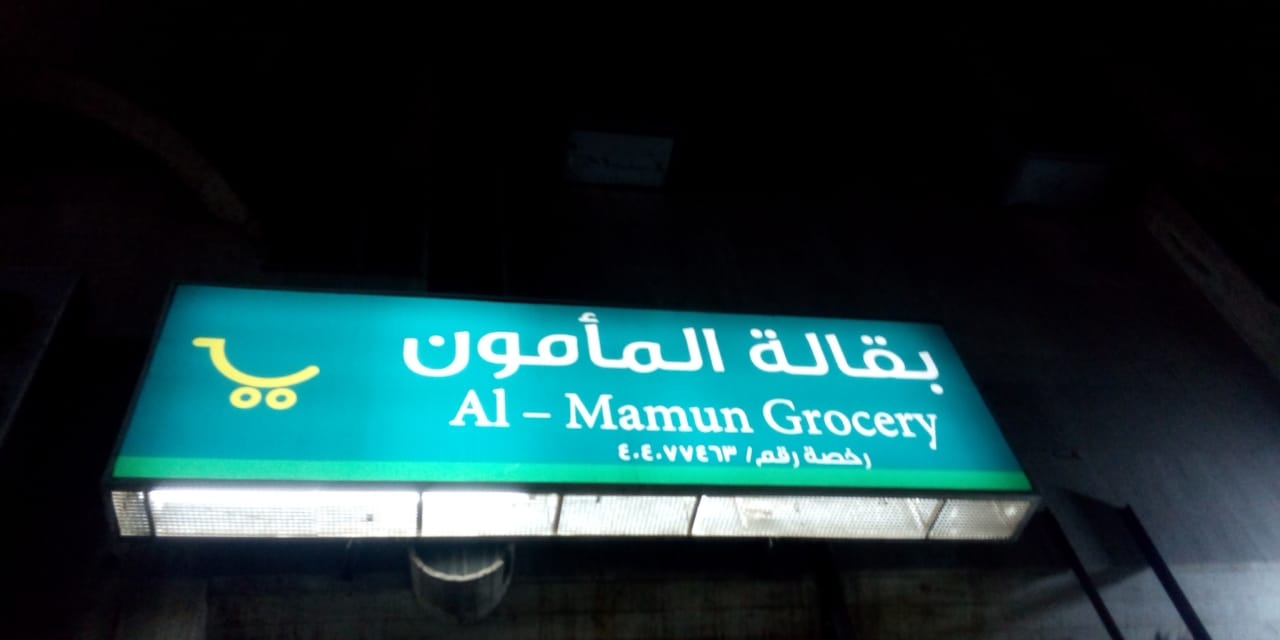 بقالة المأمون
Al – Mamun Grocery
رخصة رقم / ٤٠٤٠٧٧٤٦٣